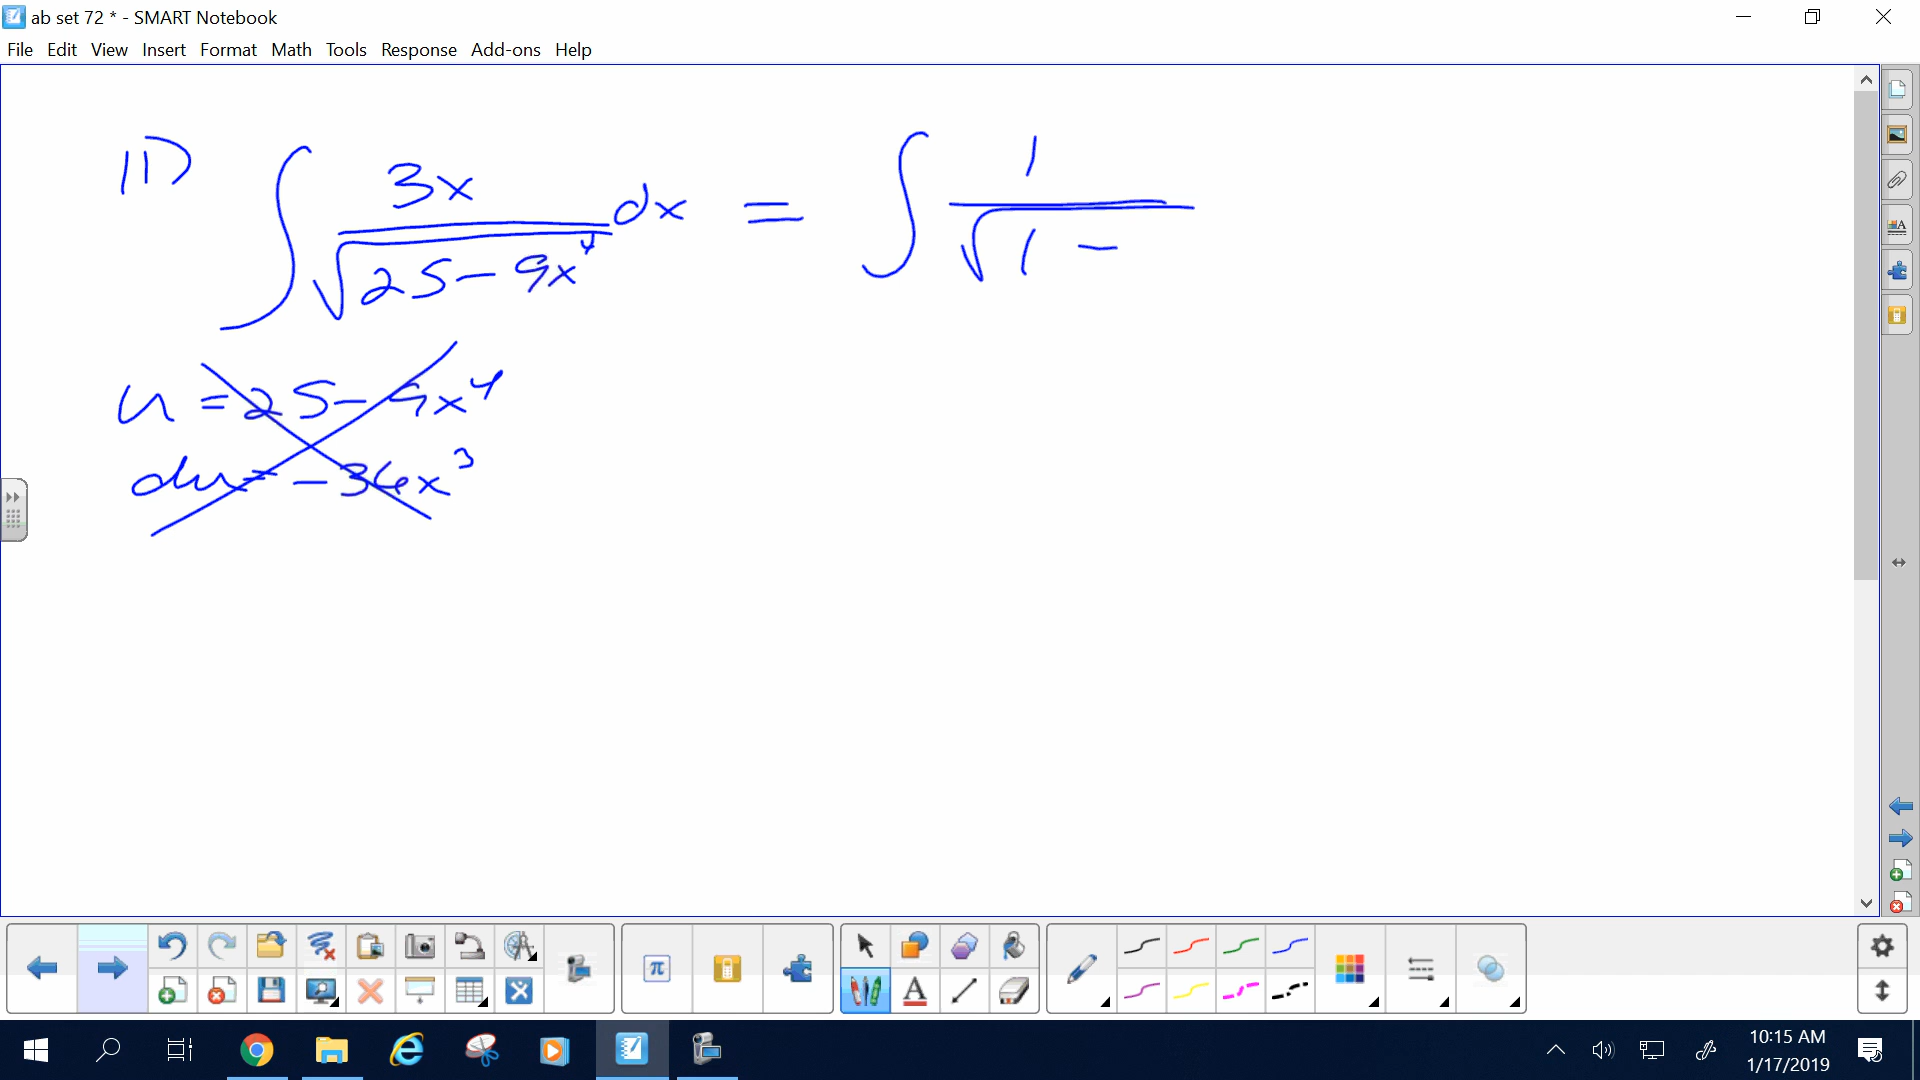 ab set 72 * - SMART Notebook
File Edit View Insert Format Math Tools Response Add-ons Help
11) ∫ 3x / √(25 - 9x⁴) dx = ∫ 1 / √(1 -
u = 25 - 9x⁴
du = - 36x³
π
A
10:15 AM
1/17/2019